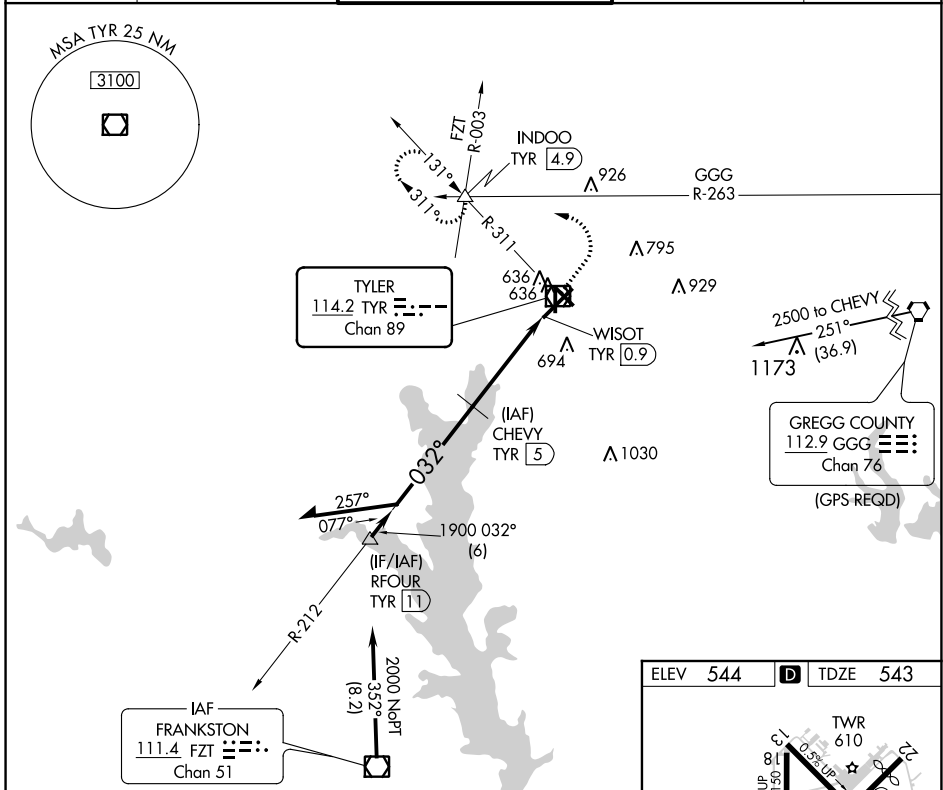 MSA TYR 25 NM
3100
FZT
R-003
INDOO
TYR 4.9
131°
311°
926
GGG
R-263
R-311
795
636
636
929
TYLER
114.2 TYR
Chan 89
WISOT
TYR 0.9
694
2500 to CHEVY
251°
(36.9)
1173
(IAF)
CHEVY
TYR 5
GREGG COUNTY
112.9 GGG
Chan 76
(GPS REQD)
1030
032°
257°
077°
1900 032°
(6)
(IF/IAF)
RFOUR
TYR 11
R-212
2000 NoPT
352°
(8.2)
IAF
FRANKSTON
111.4 FZT
Chan 51
ELEV 544 D TDZE 543
TWR
610
13
0.5% UP
18
22
UP
150